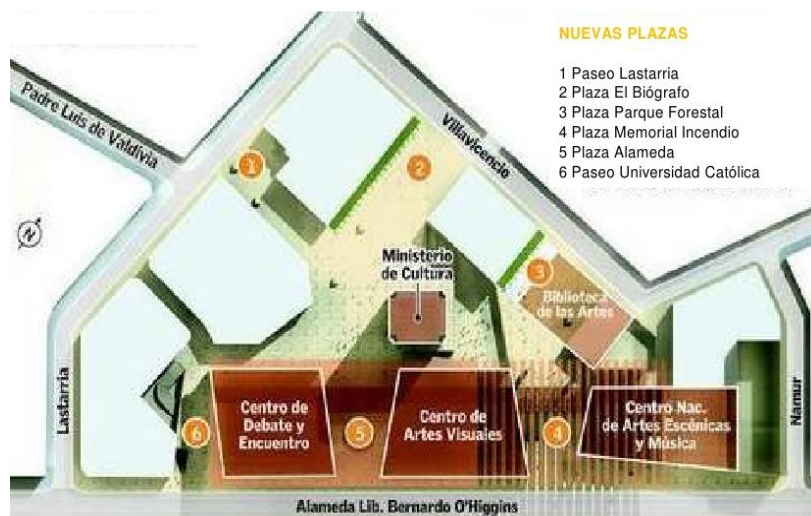 NUEVAS PLAZAS
1 Paseo Lastarria
2 Plaza El Biógrafo
3 Plaza Parque Forestal
4 Plaza Memorial Incendio
5 Plaza Alameda
6 Paseo Universidad Católica
Padre Luis de Valdivia
Villavicencio
1
2
N
Ministerio
de Cultura
3
Biblioteca
de las Artes
Lastarria
Namur
6
Centro de
Debate y
Encuentro
5
Centro de
Artes Visuales
4
Centro Nac.
de Artes Escénicas
y Música
Alameda Lib. Bernardo O'Higgins